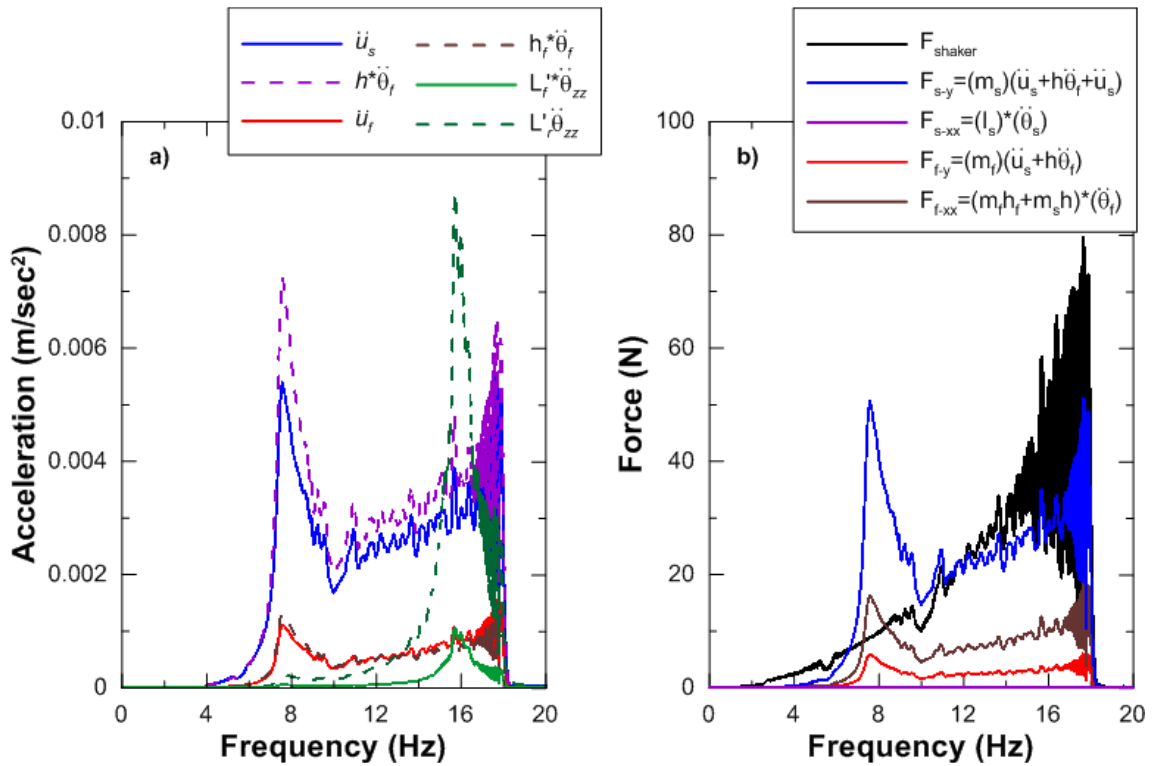 ü_s
h*θ̈_f
ü_f
h_f*θ̈_f
L_f'*θ̈_zz
L'_rθ̈_zz
a)
0.01
0.008
0.006
0.004
0.002
0
Acceleration (m/sec²)
0 4 8 12 16 20
Frequency (Hz)
F_shaker
F_s-y=(m_s)(ü_s+hθ̈_f+ü_s)
F_s-xx=(I_s)*(θ̈_s)
F_f-y=(m_f)(ü_s+hθ̈_f)
F_f-xx=(m_fh_f+m_sh)*(θ̈_f)
b)
100
80
60
40
20
0
Force (N)
0 4 8 12 16 20
Frequency (Hz)